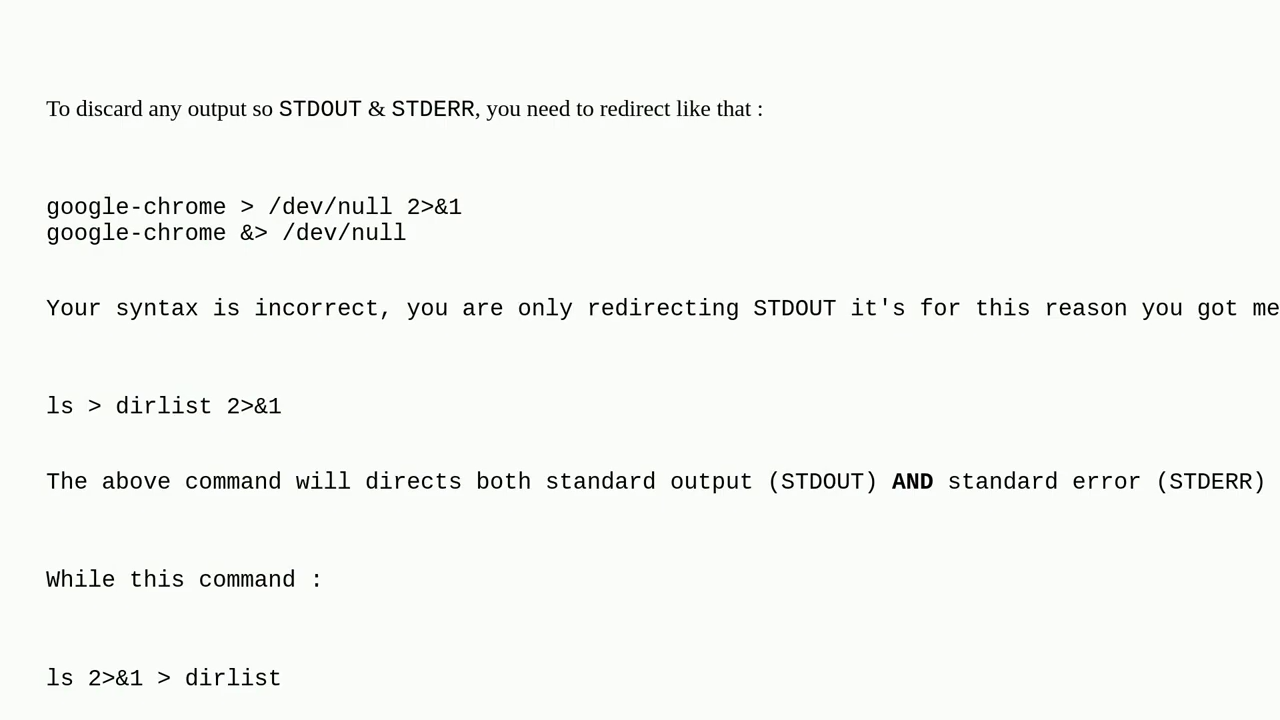 To discard any output so STDOUT & STDERR, you need to redirect like that :
google-chrome > /dev/null 2>&1
google-chrome &> /dev/null
Your syntax is incorrect, you are only redirecting STDOUT it's for this reason you got me
ls > dirlist 2>&1
The above command will directs both standard output (STDOUT) AND standard error (STDERR)
While this command :
ls 2>&1 > dirlist